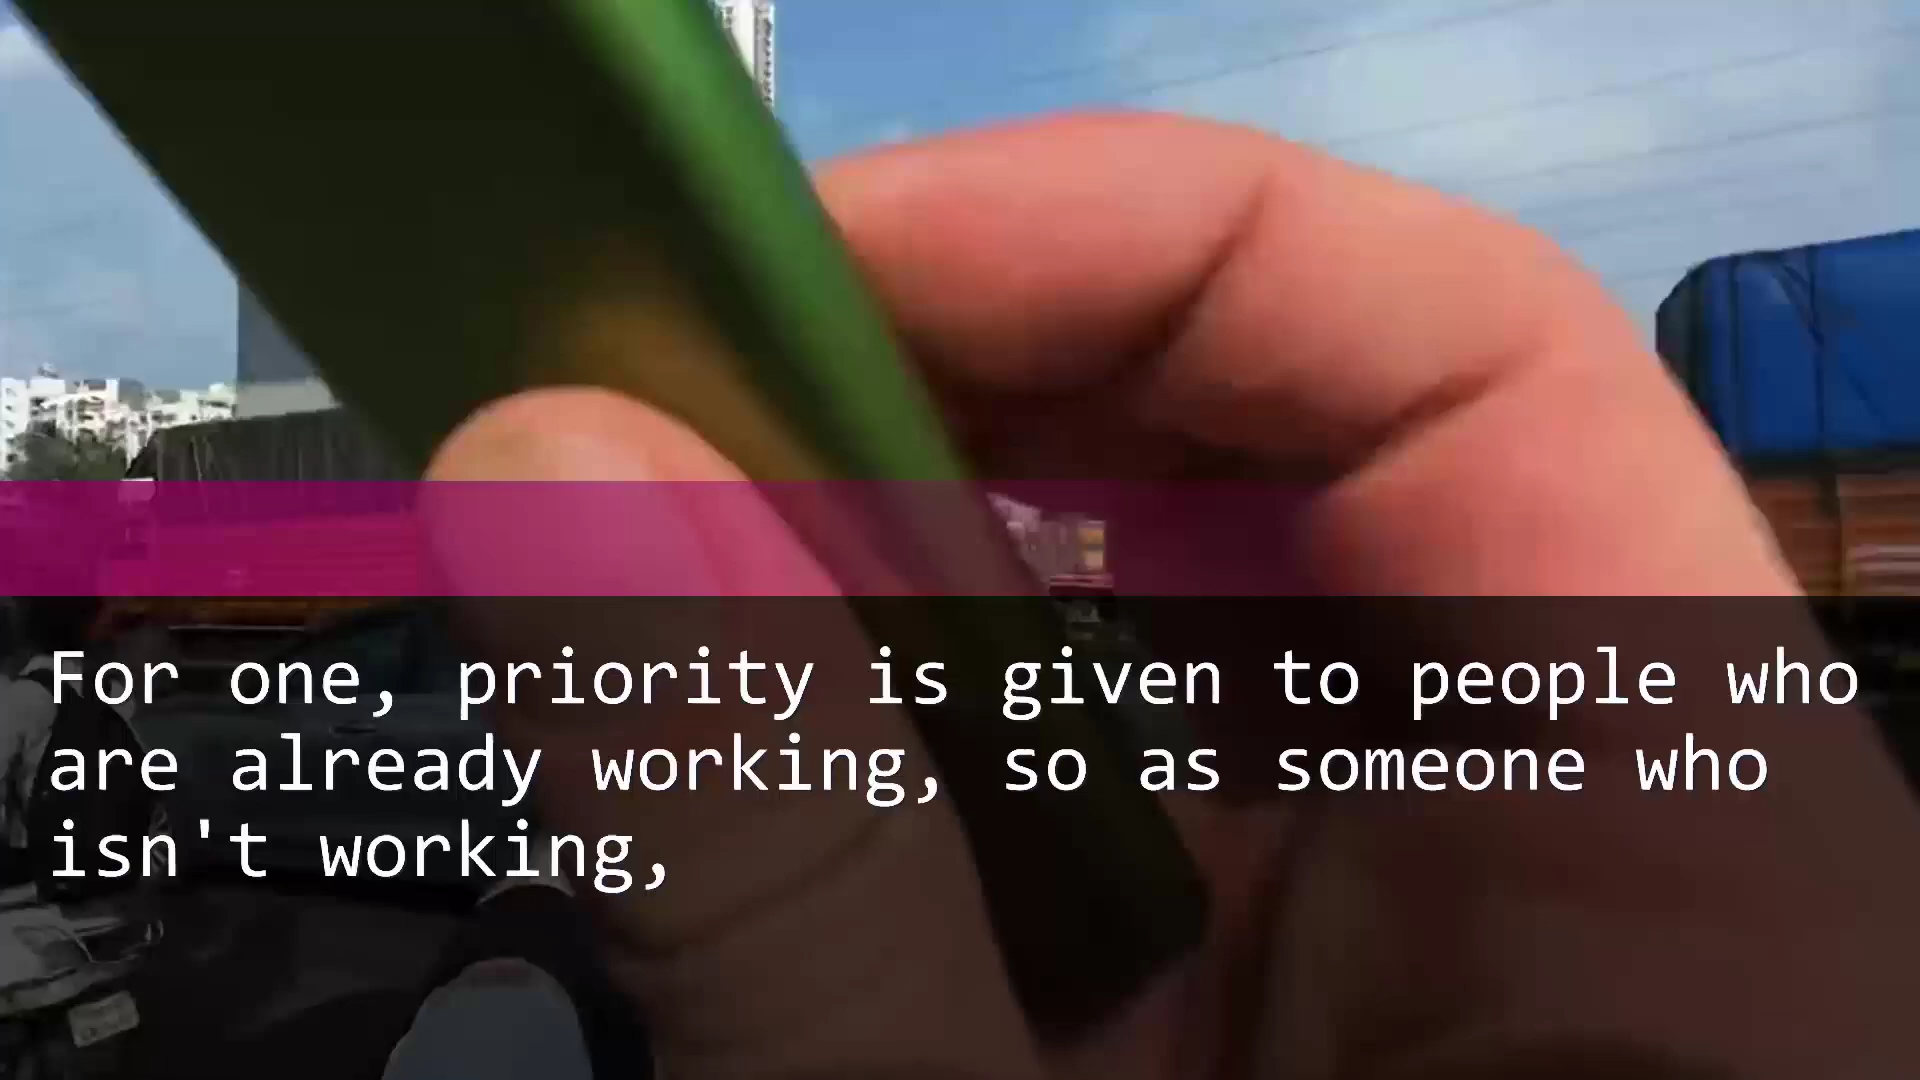 For one, priority is given to people who
are already working, so as someone who
isn't working,